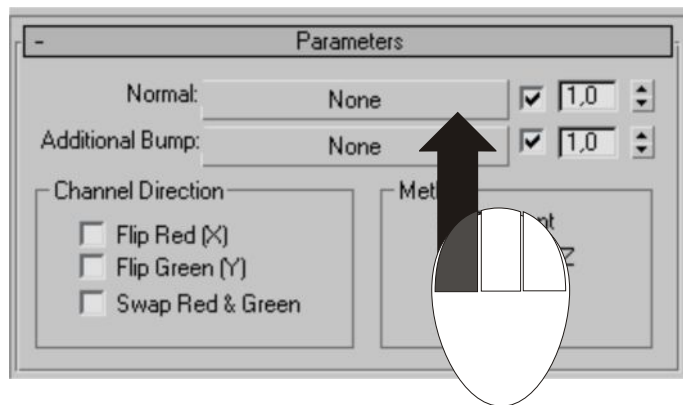 - Parameters
Normal: None 1,0
Additional Bump: None 1,0
Channel Direction
Flip Red (X)
Flip Green (Y)
Swap Red & Green